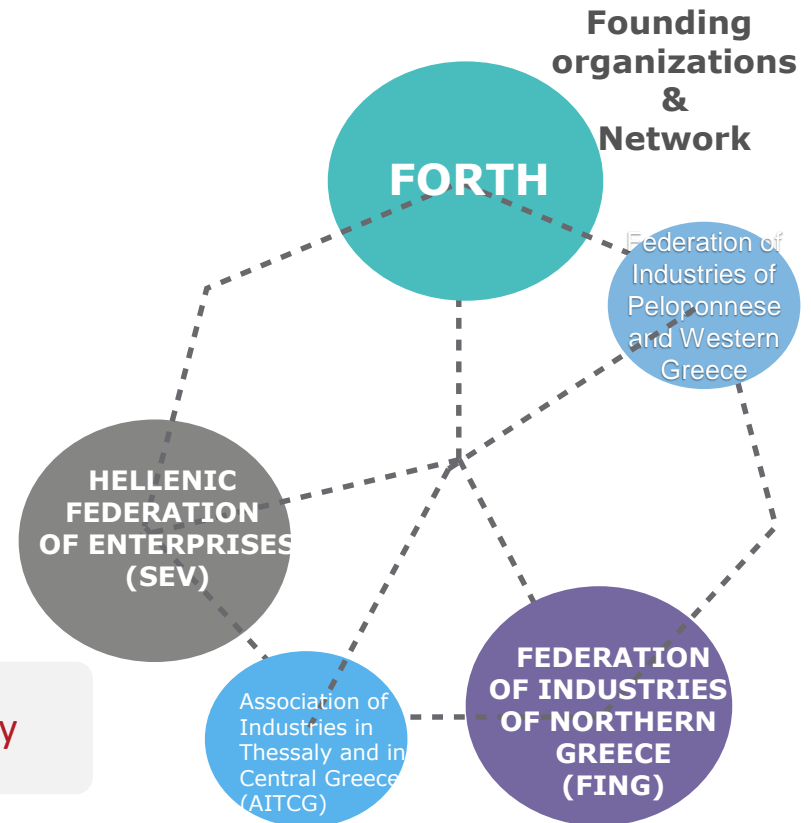 Founding
organizations
&
Network
FORTH
Federation of
Industries of
Peloponnese
and Western
Greece
HELLENIC
FEDERATION
OF ENTERPRISES
(SEV)
FEDERATION
OF INDUSTRIES
OF NORTHERN
GREECE
(FING)
Association of
Industries in
Thessaly and in
Central Greece
(AITCG)
y